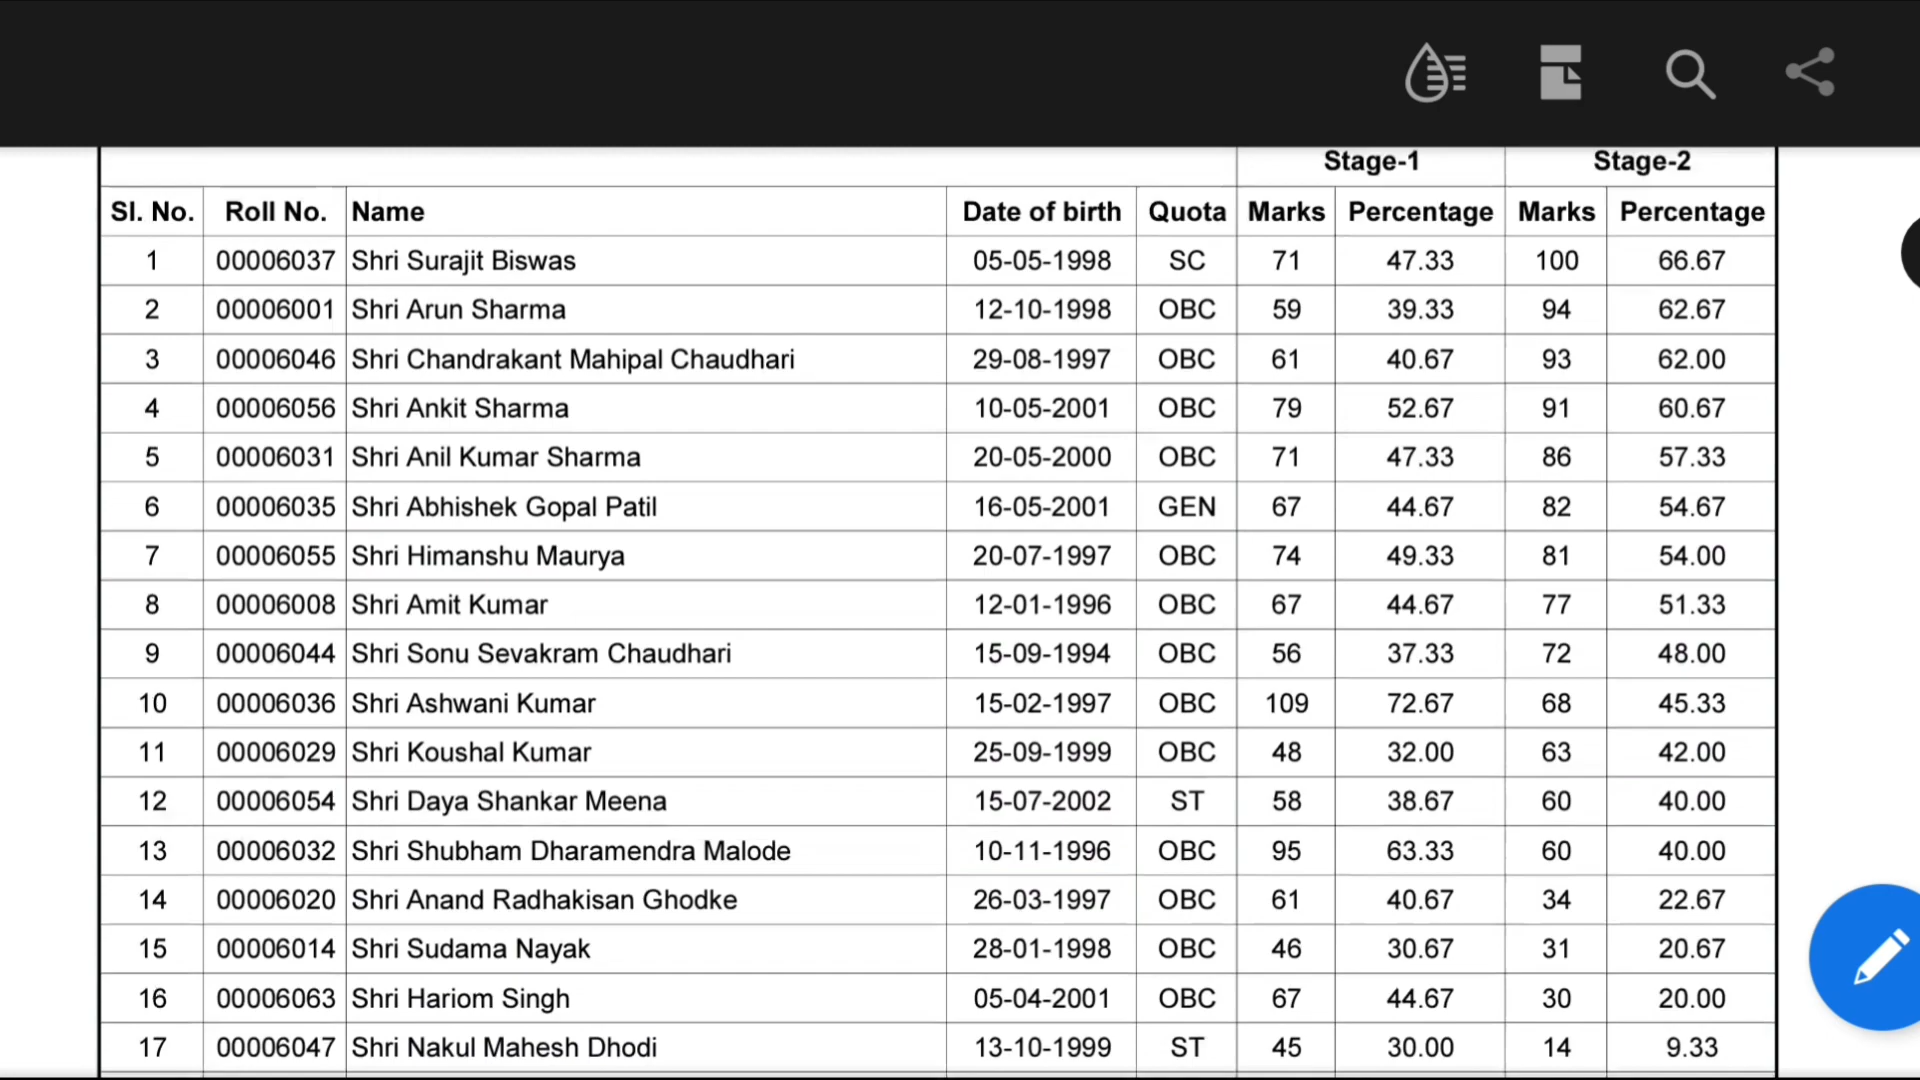 Stage-1 Stage-2
Sl. No. Roll No. Name Date of birth Quota Marks Percentage Marks Percentage
1 00006037 Shri Surajit Biswas 05-05-1998 SC 71 47.33 100 66.67
2 00006001 Shri Arun Sharma 12-10-1998 OBC 59 39.33 94 62.67
3 00006046 Shri Chandrakant Mahipal Chaudhari 29-08-1997 OBC 61 40.67 93 62.00
4 00006056 Shri Ankit Sharma 10-05-2001 OBC 79 52.67 91 60.67
5 00006031 Shri Anil Kumar Sharma 20-05-2000 OBC 71 47.33 86 57.33
6 00006035 Shri Abhishek Gopal Patil 16-05-2001 GEN 67 44.67 82 54.67
7 00006055 Shri Himanshu Maurya 20-07-1997 OBC 74 49.33 81 54.00
8 00006008 Shri Amit Kumar 12-01-1996 OBC 67 44.67 77 51.33
9 00006044 Shri Sonu Sevakram Chaudhari 15-09-1994 OBC 56 37.33 72 48.00
10 00006036 Shri Ashwani Kumar 15-02-1997 OBC 109 72.67 68 45.33
11 00006029 Shri Koushal Kumar 25-09-1999 OBC 48 32.00 63 42.00
12 00006054 Shri Daya Shankar Meena 15-07-2002 ST 58 38.67 60 40.00
13 00006032 Shri Shubham Dharamendra Malode 10-11-1996 OBC 95 63.33 60 40.00
14 00006020 Shri Anand Radhakisan Ghodke 26-03-1997 OBC 61 40.67 34 22.67
15 00006014 Shri Sudama Nayak 28-01-1998 OBC 46 30.67 31 20.67
16 00006063 Shri Hariom Singh 05-04-2001 OBC 67 44.67 30 20.00
17 00006047 Shri Nakul Mahesh Dhodi 13-10-1999 ST 45 30.00 14 9.33